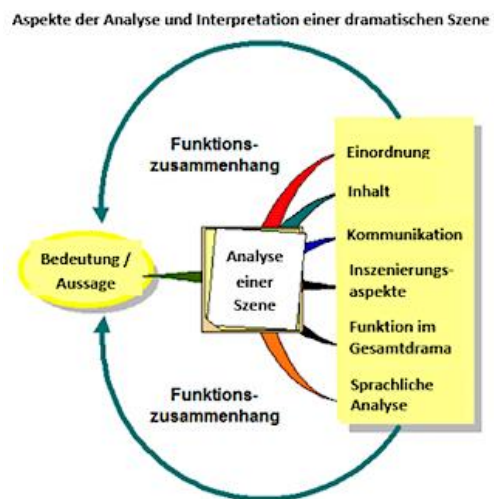 Aspekte der Analyse und Interpretation einer dramatischen Szene
Funktions-
zusammenhang
Bedeutung /
Aussage
Analyse
einer
Szene
Einordnung
Inhalt
Kommunikation
Inszenierungs-
aspekte
Funktion im
Gesamtdrama
Sprachliche
Analyse
Funktions-
zusammenhang